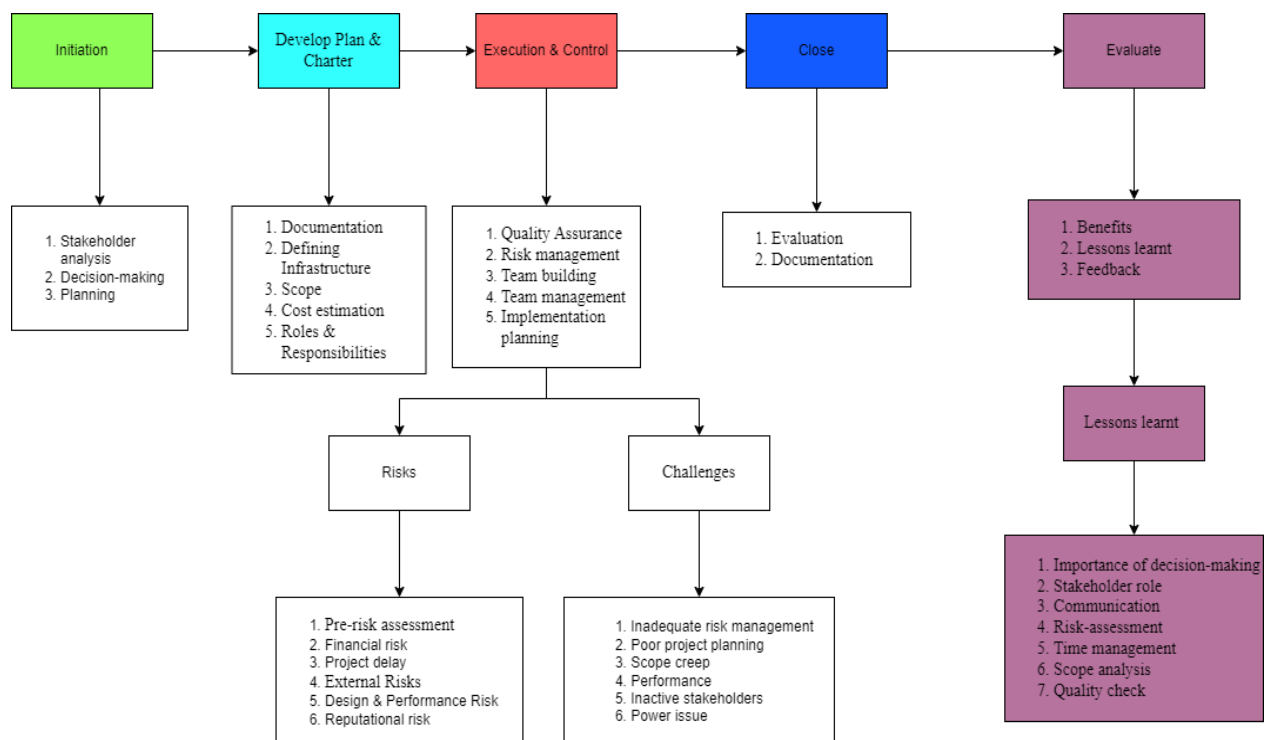 Initiation
Develop Plan &
Charter
Execution & Control
Close
Evaluate
1. Stakeholder
analysis
2. Decision-making
3. Planning
1. Documentation
2. Defining
Infrastructure
3. Scope
4. Cost estimation
5. Roles &
Responsibilities
1. Quality Assurance
2. Risk management
3. Team building
4. Team management
5. Implementation
planning
1. Evaluation
2. Documentation
1. Benefits
2. Lessons learnt
3. Feedback
Risks
Challenges
Lessons learnt
1. Pre-risk assessment
2. Financial risk
3. Project delay
4. External Risks
5. Design & Performance Risk
6. Reputational risk
1. Inadequate risk management
2. Poor project planning
3. Scope creep
4. Performance
5. Inactive stakeholders
6. Power issue
1. Importance of decision-making
2. Stakeholder role
3. Communication
4. Risk-assessment
5. Time management
6. Scope analysis
7. Quality check